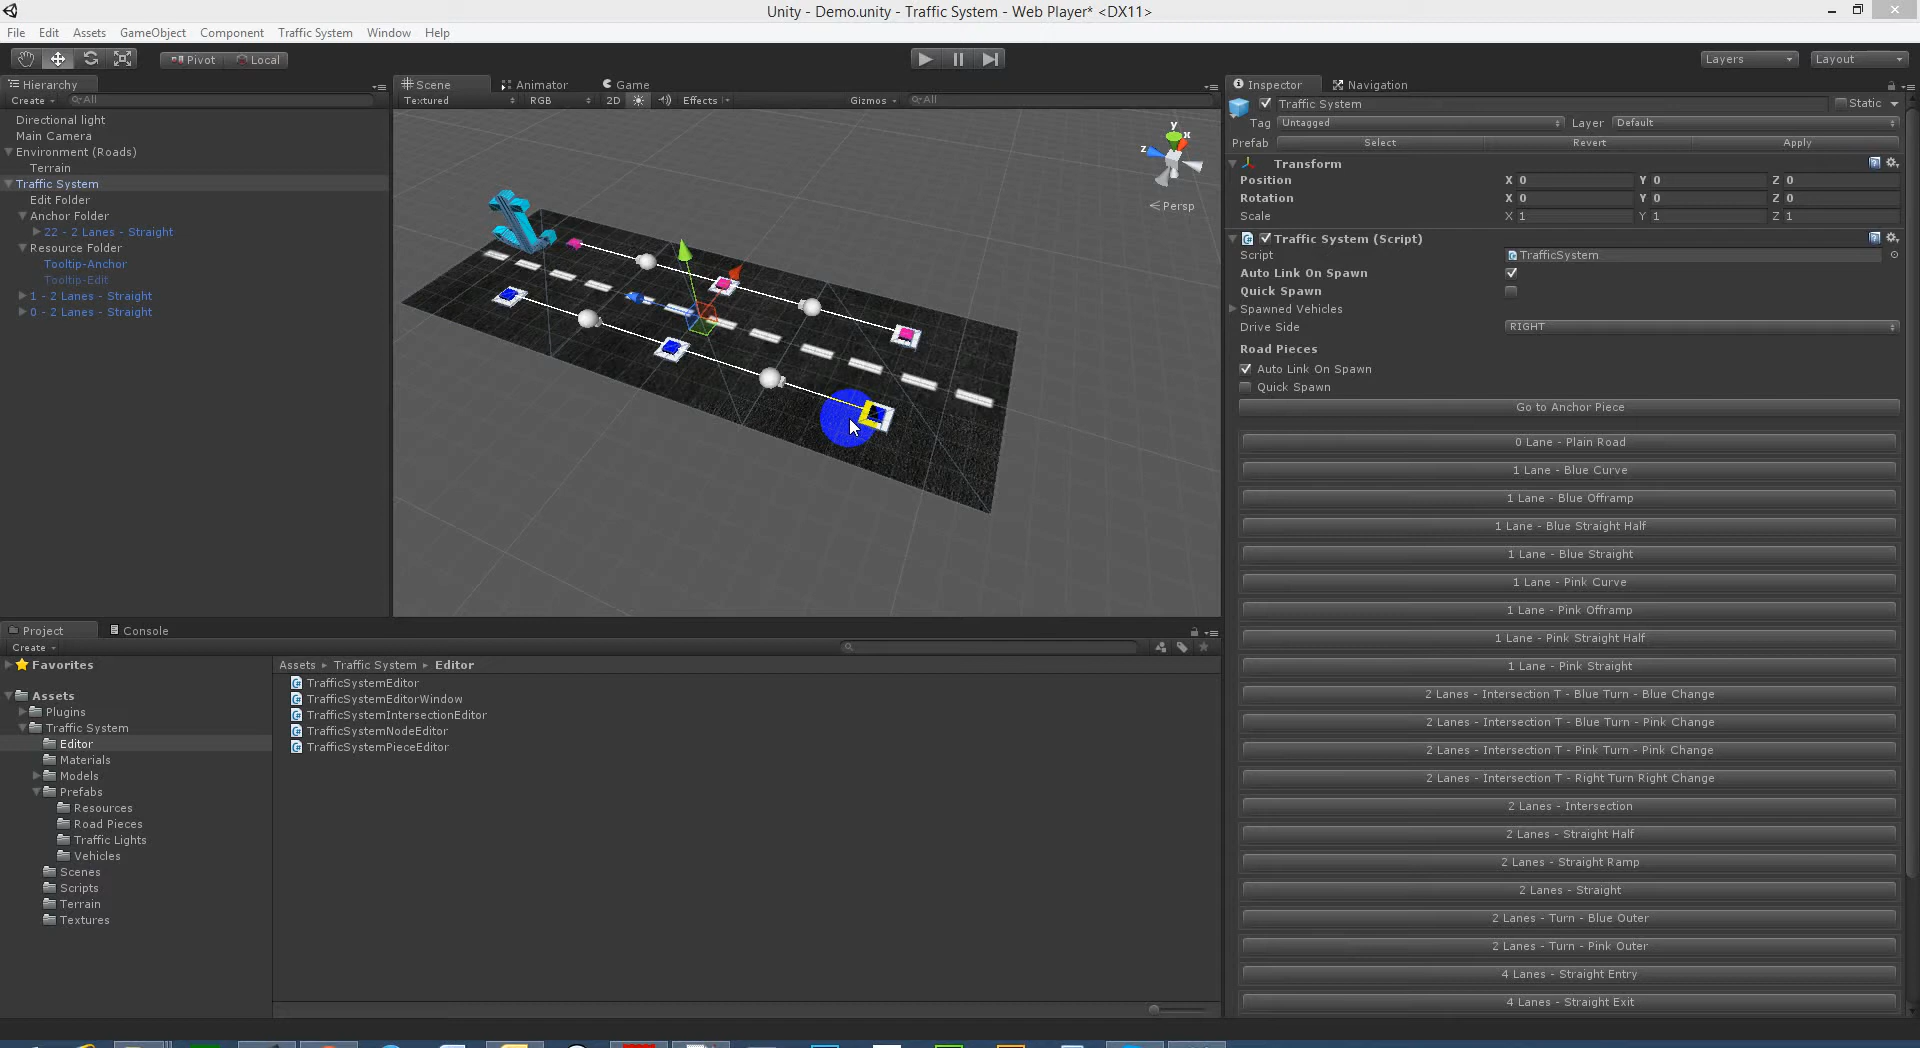 Unity - Demo.unity - Traffic System - Web Player* <DX11>
File Edit Assets GameObject Component Traffic System Window Help
Pivot Local Layers Layout
Hierarchy
Create All
Directional light
Main Camera
Environment (Roads)
Terrain
Traffic System
Edit Folder
Anchor Folder
22 - 2 Lanes - Straight
Resource Folder
Tooltip-Anchor
Tooltip-Edit
1 - 2 Lanes - Straight
0 - 2 Lanes - Straight
Scene Animator Game
Textured RGB 2D Effects Gizmos All
y
x
z
Persp
Inspector Navigation
Traffic System Static
Tag Untagged Layer Default
Prefab Select Revert Apply
Transform
Position X 0 Y 0 Z 0
Rotation X 0 Y 0 Z 0
Scale X 1 Y 1 Z 1
Traffic System (Script)
Script TrafficSystem
Auto Link On Spawn
Quick Spawn
Spawned Vehicles
Drive Side RIGHT
Road Pieces
Auto Link On Spawn
Quick Spawn
Go to Anchor Piece
0 Lane - Plain Road
1 Lane - Blue Curve
1 Lane - Blue Offramp
1 Lane - Blue Straight Half
1 Lane - Blue Straight
1 Lane - Pink Curve
1 Lane - Pink Offramp
1 Lane - Pink Straight Half
1 Lane - Pink Straight
2 Lanes - Intersection T - Blue Turn - Blue Change
2 Lanes - Intersection T - Blue Turn - Pink Change
2 Lanes - Intersection T - Pink Turn - Pink Change
2 Lanes - Intersection T - Right Turn Right Change
2 Lanes - Intersection
2 Lanes - Straight Half
2 Lanes - Straight Ramp
2 Lanes - Straight
2 Lanes - Turn - Blue Outer
2 Lanes - Turn - Pink Outer
4 Lanes - Straight Entry
4 Lanes - Straight Exit
Project Console
Create
Favorites
Assets
Plugins
Traffic System
Editor
Materials
Models
Prefabs
Resources
Road Pieces
Traffic Lights
Vehicles
Scenes
Scripts
Terrain
Textures
Assets Traffic System Editor
TrafficSystemEditor
TrafficSystemEditorWindow
TrafficSystemIntersectionEditor
TrafficSystemNodeEditor
TrafficSystemPieceEditor